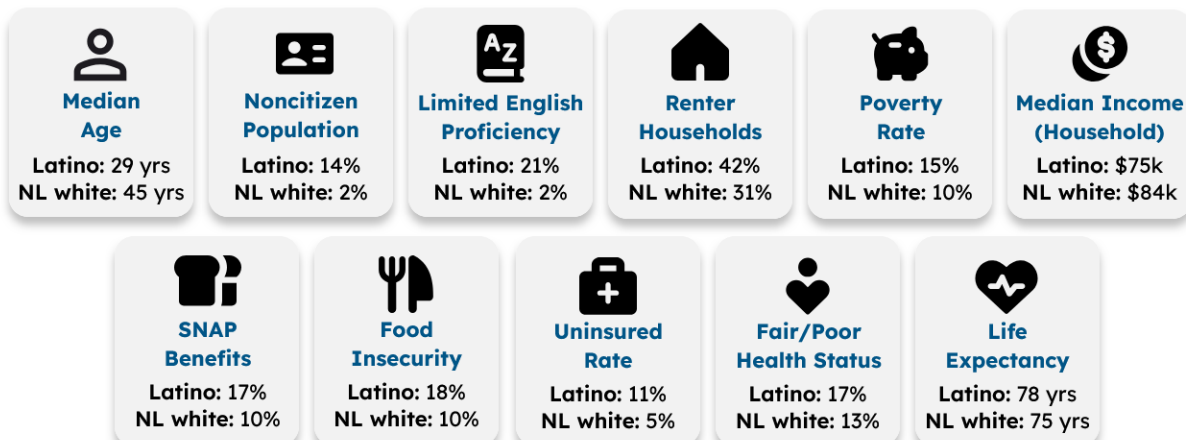 AZ
Median
Age
Latino: 29 yrs
NL white: 45 yrs
Noncitizen
Population
Latino: 14%
NL white: 2%
Limited English
Proficiency
Latino: 21%
NL white: 2%
Renter
Households
Latino: 42%
NL white: 31%
Poverty
Rate
Latino: 15%
NL white: 10%
$
Median Income
(Household)
Latino: $75k
NL white: $84k
SNAP
Benefits
Latino: 17%
NL white: 10%
Food
Insecurity
Latino: 18%
NL white: 10%
Uninsured
Rate
Latino: 11%
NL white: 5%
Fair/Poor
Health Status
Latino: 17%
NL white: 13%
Life
Expectancy
Latino: 78 yrs
NL white: 75 yrs